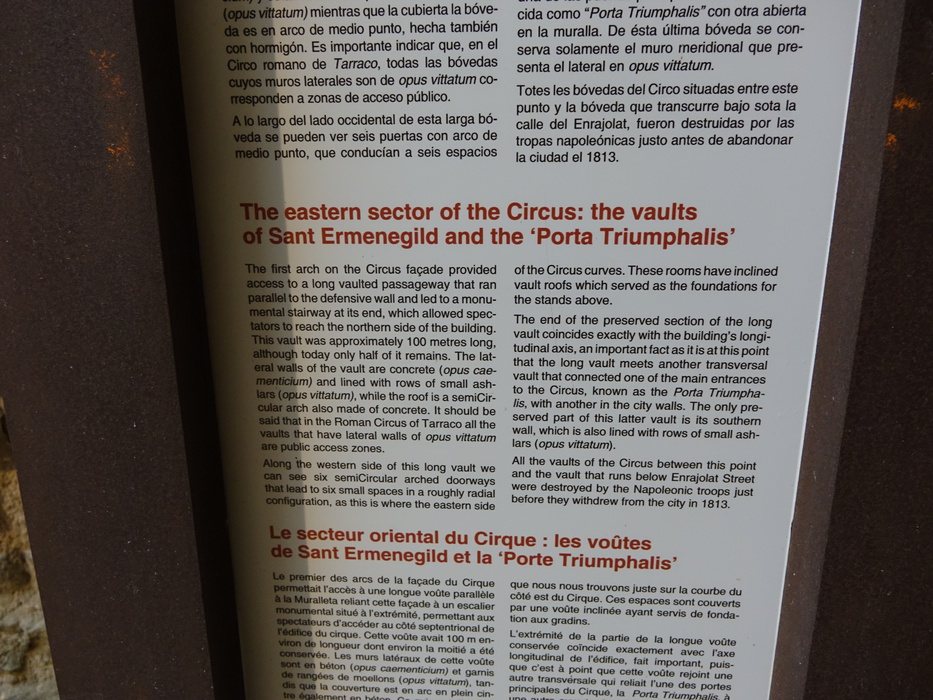 (opus vittatum) mientras que la cubierta la bóve-
da es en arco de medio punto, hecha también
con hormigón. Es importante indicar que, en el
Circo romano de Tarraco, todas las bóvedas
cuyos muros laterales son de opus vittatum co-
rresponden a zonas de acceso público.
A lo largo del lado occidental de esta larga bó-
veda se pueden ver seis puertas con arco de
medio punto, que conducían a seis espacios
cida como “Porta Triumphalis” con otra abierta
en la muralla. De ésta última bóveda se con-
serva solamente el muro meridional que pre-
senta el lateral en opus vittatum.
Totes les bóvedas del Circo situadas entre este
punto y la bóveda que transcurre bajo sota la
calle del Enrajolat, fueron destruidas por las
tropas napoleónicas justo antes de abandonar
la ciudad el 1813.
The eastern sector of the Circus: the vaults
of Sant Ermenegild and the ‘Porta Triumphalis’
The first arch on the Circus façade provided
access to a long vaulted passageway that ran
parallel to the defensive wall and led to a monu-
mental stairway at its end, which allowed spec-
tators to reach the northern side of the building.
This vault was approximately 100 metres long,
although today only half of it remains. The lat-
eral walls of the vault are concrete (opus cae-
menticium) and lined with rows of small ash-
lars (opus vittatum), while the roof is a semiCir-
cular arch also made of concrete. It should be
said that in the Roman Circus of Tarraco all the
vaults that have lateral walls of opus vittatum
are public access zones.
Along the western side of this long vault we
can see six semiCircular arched doorways
that lead to six small spaces in a roughly radial
configuration, as this is where the eastern side
of the Circus curves. These rooms have inclined
vault roofs which served as the foundations for
the stands above.
The end of the preserved section of the long
vault coincides exactly with the building’s longi-
tudinal axis, an important fact as it is at this point
that the long vault meets another transversal
vault that connected one of the main entrances
to the Circus, known as the Porta Triumpha-
lis, with another in the city walls. The only pre-
served part of this latter vault is its southern
wall, which is also lined with rows of small ash-
lars (opus vittatum).
All the vaults of the Circus between this point
and the vault that runs below Enrajolat Street
were destroyed by the Napoleonic troops just
before they withdrew from the city in 1813.
Le secteur oriental du Cirque : les voûtes
de Sant Ermenegild et la ‘Porte Triumphalis’
Le premier des arcs de la façade du Cirque
permettait l’accès à une longue voûte parallèle
à la Muralleta reliant cette façade à un escalier
monumental situé à l’extrémité, permettant aux
spectateurs d’accéder au côté septentrional de
l’édifice du cirque. Cette voûte avait 100 m en-
viron de longueur dont environ la moitié a été
conservée. Les murs latéraux de cette voûte
sont en béton (opus caementicium) et garnis
de rangées de moellons (opus vittatum), tan-
dis que la couverture est en arc en plein cin-
tre également en béton.
que nous nous trouvons juste sur la courbe du
côté est du Cirque. Ces espaces sont couverts
par une voûte inclinée ayant servis de fonda-
tion aux gradins.
L’extrémité de la partie de la longue voûte
conservée coïncide exactement avec l’axe
longitudinal de l’édifice, fait important, puis-
que c’est à point que cette voûte rejoint une
autre transversale qui reliait l’une des portes
principales du Cirque, la Porta Triumphalis, à